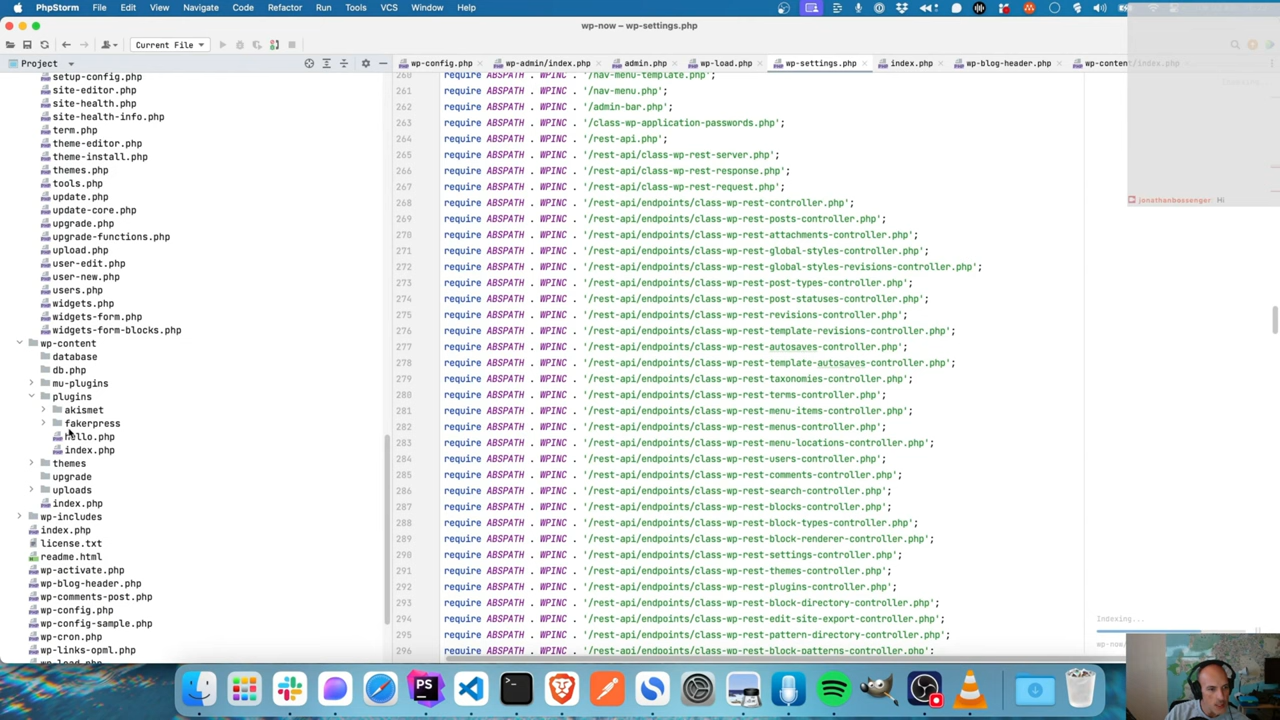 PhpStorm File Edit View Navigate Code Refactor Run Tools VCS Window Help
wp-now – wp-settings.php
Current File
Project
wp-config.php wp-admin/index.php admin.php wp-load.php wp-settings.php index.php wp-blog-header.php wp-content/index.php
setup-config.php
site-editor.php
site-health.php
site-health-info.php
term.php
theme-editor.php
theme-install.php
themes.php
tools.php
update.php
update-core.php
upgrade.php
upgrade-functions.php
upload.php
user-edit.php
user-new.php
users.php
widgets.php
widgets-form.php
widgets-form-blocks.php
wp-content
database
db.php
mu-plugins
plugins
akismet
fakerpress
hello.php
index.php
themes
upgrade
uploads
index.php
wp-includes
index.php
license.txt
readme.html
wp-activate.php
wp-blog-header.php
wp-comments-post.php
wp-config.php
wp-config-sample.php
wp-cron.php
wp-links-opml.php
wp-load.php
260 require ABSPATH . WPINC . '/nav-menu-template.php';
261 require ABSPATH . WPINC . '/nav-menu.php';
262 require ABSPATH . WPINC . '/admin-bar.php';
263 require ABSPATH . WPINC . '/class-wp-application-passwords.php';
264 require ABSPATH . WPINC . '/rest-api.php';
265 require ABSPATH . WPINC . '/rest-api/class-wp-rest-server.php';
266 require ABSPATH . WPINC . '/rest-api/class-wp-rest-response.php';
267 require ABSPATH . WPINC . '/rest-api/class-wp-rest-request.php';
268 require ABSPATH . WPINC . '/rest-api/endpoints/class-wp-rest-controller.php';
269 require ABSPATH . WPINC . '/rest-api/endpoints/class-wp-rest-posts-controller.php';
270 require ABSPATH . WPINC . '/rest-api/endpoints/class-wp-rest-attachments-controller.php';
271 require ABSPATH . WPINC . '/rest-api/endpoints/class-wp-rest-global-styles-controller.php';
272 require ABSPATH . WPINC . '/rest-api/endpoints/class-wp-rest-global-styles-revisions-controller.php';
273 require ABSPATH . WPINC . '/rest-api/endpoints/class-wp-rest-post-types-controller.php';
274 require ABSPATH . WPINC . '/rest-api/endpoints/class-wp-rest-post-statuses-controller.php';
275 require ABSPATH . WPINC . '/rest-api/endpoints/class-wp-rest-revisions-controller.php';
276 require ABSPATH . WPINC . '/rest-api/endpoints/class-wp-rest-template-revisions-controller.php';
277 require ABSPATH . WPINC . '/rest-api/endpoints/class-wp-rest-autosaves-controller.php';
278 require ABSPATH . WPINC . '/rest-api/endpoints/class-wp-rest-template-autosaves-controller.php';
279 require ABSPATH . WPINC . '/rest-api/endpoints/class-wp-rest-taxonomies-controller.php';
280 require ABSPATH . WPINC . '/rest-api/endpoints/class-wp-rest-terms-controller.php';
281 require ABSPATH . WPINC . '/rest-api/endpoints/class-wp-rest-menu-items-controller.php';
282 require ABSPATH . WPINC . '/rest-api/endpoints/class-wp-rest-menus-controller.php';
283 require ABSPATH . WPINC . '/rest-api/endpoints/class-wp-rest-menu-locations-controller.php';
284 require ABSPATH . WPINC . '/rest-api/endpoints/class-wp-rest-users-controller.php';
285 require ABSPATH . WPINC . '/rest-api/endpoints/class-wp-rest-comments-controller.php';
286 require ABSPATH . WPINC . '/rest-api/endpoints/class-wp-rest-search-controller.php';
287 require ABSPATH . WPINC . '/rest-api/endpoints/class-wp-rest-blocks-controller.php';
288 require ABSPATH . WPINC . '/rest-api/endpoints/class-wp-rest-block-types-controller.php';
289 require ABSPATH . WPINC . '/rest-api/endpoints/class-wp-rest-block-renderer-controller.php';
290 require ABSPATH . WPINC . '/rest-api/endpoints/class-wp-rest-settings-controller.php';
291 require ABSPATH . WPINC . '/rest-api/endpoints/class-wp-rest-themes-controller.php';
292 require ABSPATH . WPINC . '/rest-api/endpoints/class-wp-rest-plugins-controller.php';
293 require ABSPATH . WPINC . '/rest-api/endpoints/class-wp-rest-block-directory-controller.php';
294 require ABSPATH . WPINC . '/rest-api/endpoints/class-wp-rest-edit-site-export-controller.php';
295 require ABSPATH . WPINC . '/rest-api/endpoints/class-wp-rest-pattern-directory-controller.php';
296 require ABSPATH . WPINC . '/rest-api/endpoints/class-wp-rest-block-patterns-controller.php';
jonathanbossenger Hi
Indexing...
PS